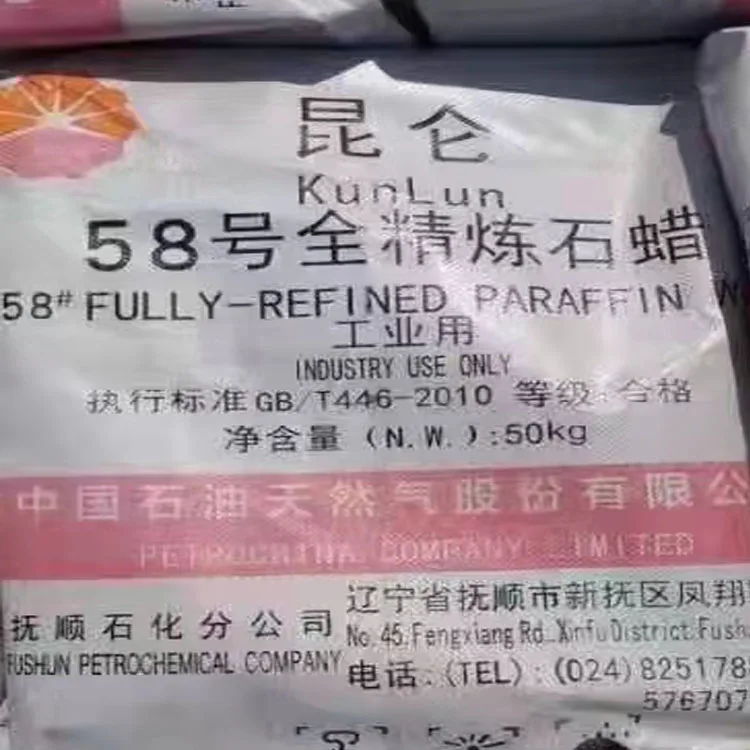 昆仑
KunLun
58号全精炼石蜡
58# FULLY-REFINED PARAFFIN
工业用
INDUSTRY USE ONLY
执行标准GB/T446-2010 等级:合格
净含量(N.W.):50kg
中国石油天然气股份有限公
PETROCHINA COMPANY LIMITED
抚顺石化分公司
FUSHUN PETROCHEMICAL COMPANY
辽宁省抚顺市新抚区凤翔
No.45.Fengxiang Rd.,XinfuDistrict.Fush
电话:(TEL):(024)825178
576707